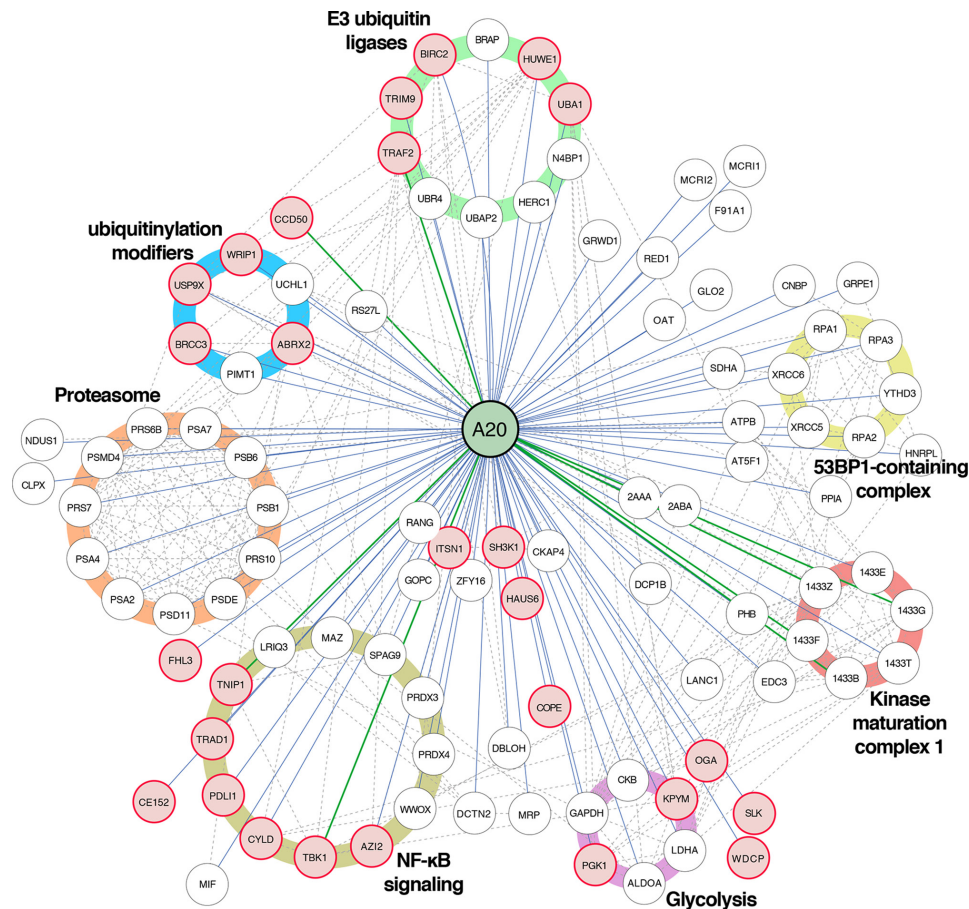 E3 ubiquitin
ligases
BRAP
BIRC2
HUWE1
TRIM9
UBA1
TRAF2
N4BP1
UBR4
HERC1
UBAP2
MCRI2
MCRI1
F91A1
CCD50
GRWD1
RED1
ubiquitinylation
modifiers
WRIP1
USP9X
UCHL1
RS27L
GLO2
OAT
CNBP
GRPE1
BRCC3
ABRX2
PIMT1
RPA1
RPA3
SDHA
XRCC6
YTHD3
XRCC5
RPA2
ATPB
HNRPL
AT5F1
PPIA
53BP1-containing
complex
Proteasome
NDUS1
CLPX
PRS6B
PSA7
PSMD4
PSB6
PRS7
PSB1
PSA4
PRS10
PSA2
PSDE
PSD11
A20
RANG
ITSN1
SH3K1
CKAP4
GOPC
ZFY16
HAUS6
2AAA
2ABA
DCP1B
PHB
1433E
1433Z
1433G
1433F
1433T
1433B
LANC1
EDC3
Kinase
maturation
complex 1
FHL3
LRIQ3
MAZ
SPAG9
TNIP1
PRDX3
TRAD1
PRDX4
PDLI1
WWOX
CYLD
TBK1
AZI2
CE152
MIF
NF-κB
signaling
COPE
DBLOH
DCTN2
MRP
OGA
CKB
KPYM
GAPDH
SLK
LDHA
WDCP
PGK1
ALDOA
Glycolysis